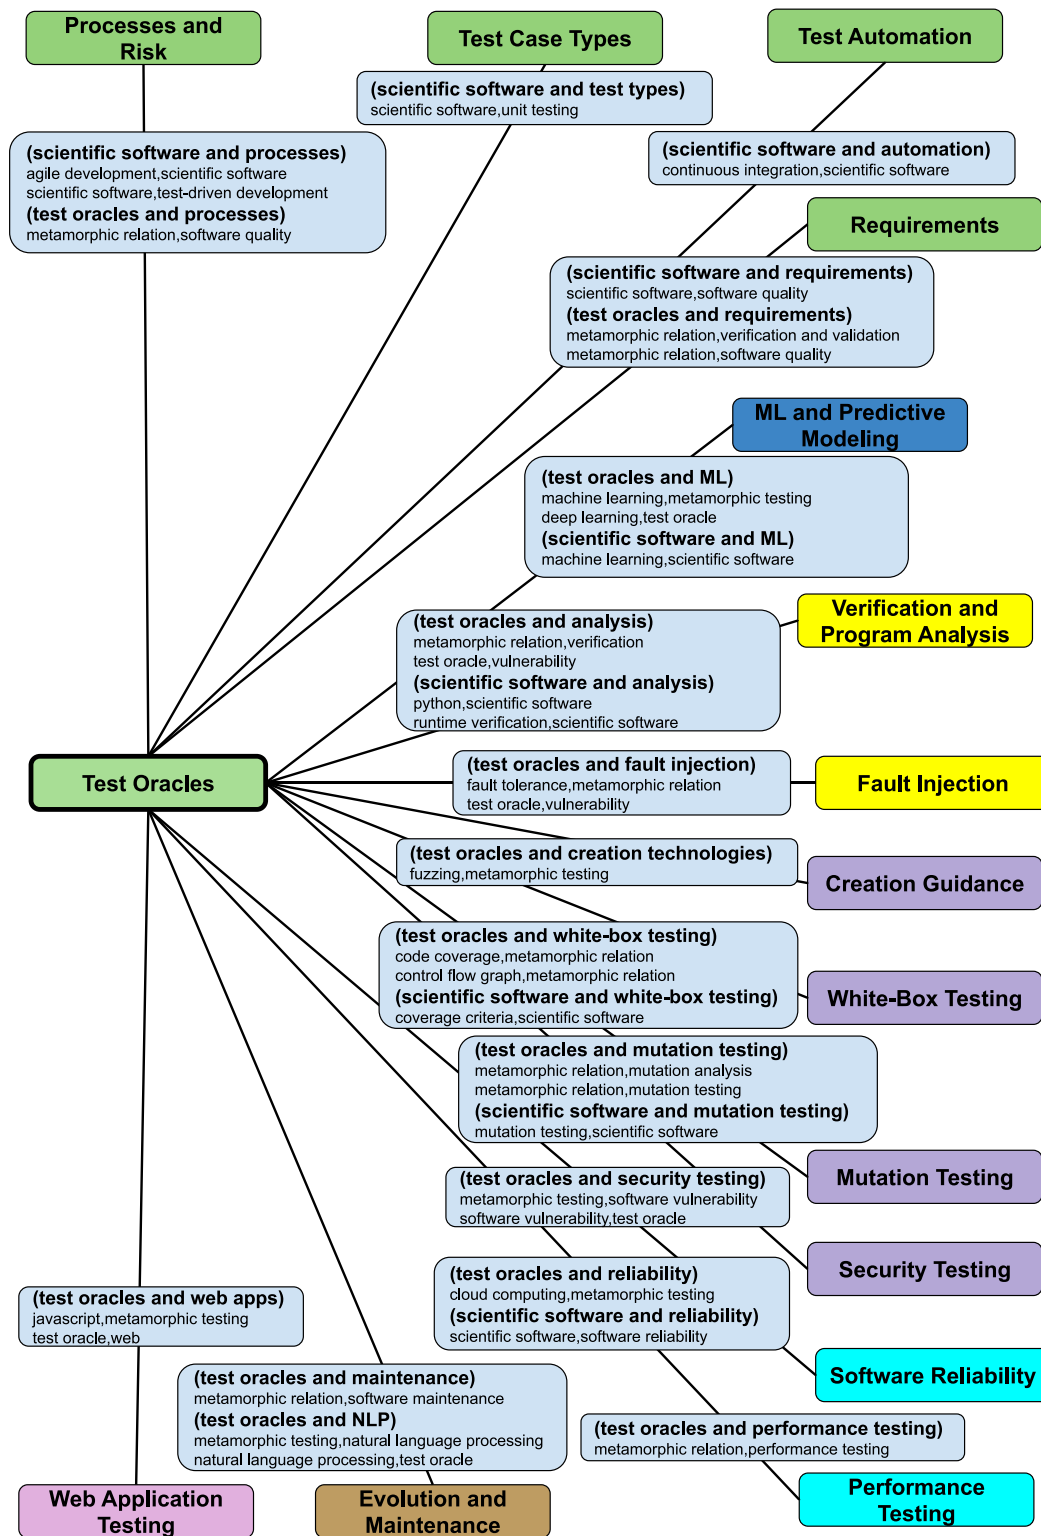 Processes and
Risk
Test Case Types
Test Automation
(scientific software and test types)
scientific software,unit testing
(scientific software and processes)
agile development,scientific software
scientific software,test-driven development
(test oracles and processes)
metamorphic relation,software quality
(scientific software and automation)
continuous integration,scientific software
Requirements
(scientific software and requirements)
scientific software,software quality
(test oracles and requirements)
metamorphic relation,verification and validation
metamorphic relation,software quality
ML and Predictive
Modeling
(test oracles and ML)
machine learning,metamorphic testing
deep learning,test oracle
(scientific software and ML)
machine learning,scientific software
Verification and
Program Analysis
(test oracles and analysis)
metamorphic relation,verification
test oracle,vulnerability
(scientific software and analysis)
python,scientific software
runtime verification,scientific software
Test Oracles
(test oracles and fault injection)
fault tolerance,metamorphic relation
test oracle,vulnerability
Fault Injection
(test oracles and creation technologies)
fuzzing,metamorphic testing
Creation Guidance
(test oracles and white-box testing)
code coverage,metamorphic relation
control flow graph,metamorphic relation
(scientific software and white-box testing)
coverage criteria,scientific software
White-Box Testing
(test oracles and mutation testing)
metamorphic relation,mutation analysis
metamorphic relation,mutation testing
(scientific software and mutation testing)
mutation testing,scientific software
Mutation Testing
(test oracles and security testing)
metamorphic testing,software vulnerability
software vulnerability,test oracle
Security Testing
(test oracles and reliability)
cloud computing,metamorphic testing
(scientific software and reliability)
scientific software,software reliability
Software Reliability
(test oracles and web apps)
javascript,metamorphic testing
test oracle,web
(test oracles and maintenance)
metamorphic relation,software maintenance
(test oracles and NLP)
metamorphic testing,natural language processing
natural language processing,test oracle
(test oracles and performance testing)
metamorphic relation,performance testing
Web Application
Testing
Evolution and
Maintenance
Performance
Testing